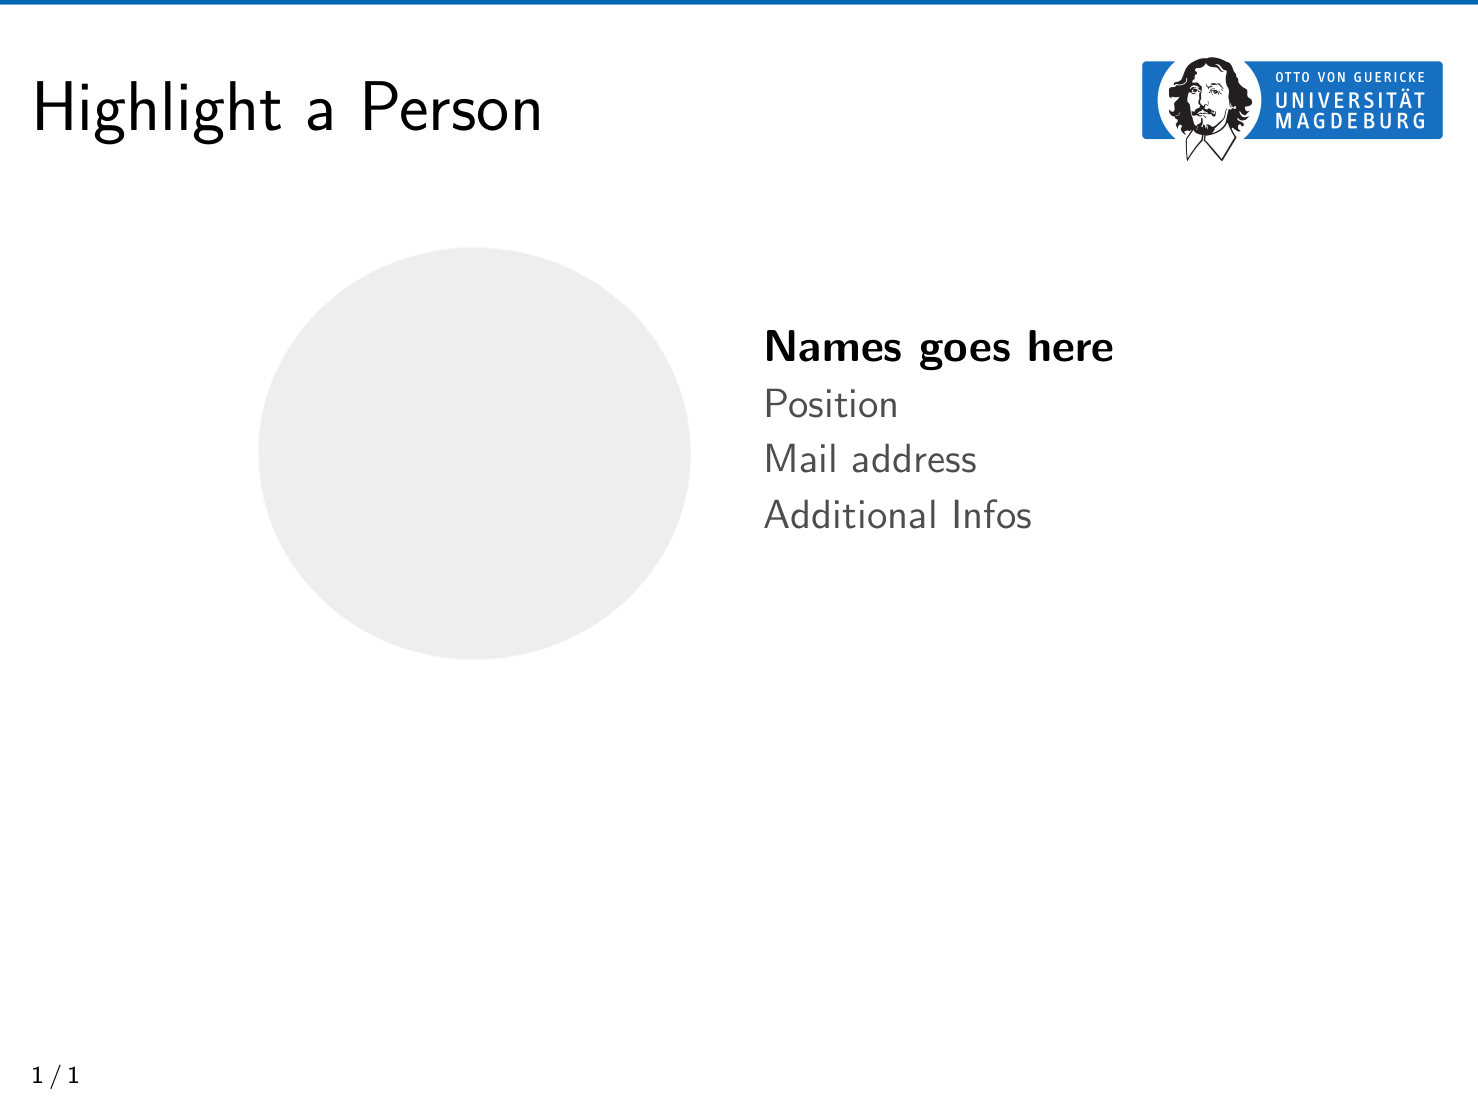 Highlight a Person
OTTO VON GUERICKE
UNIVERSITÄT
MAGDEBURG
Names goes here
Position
Mail address
Additional Infos
1 / 1